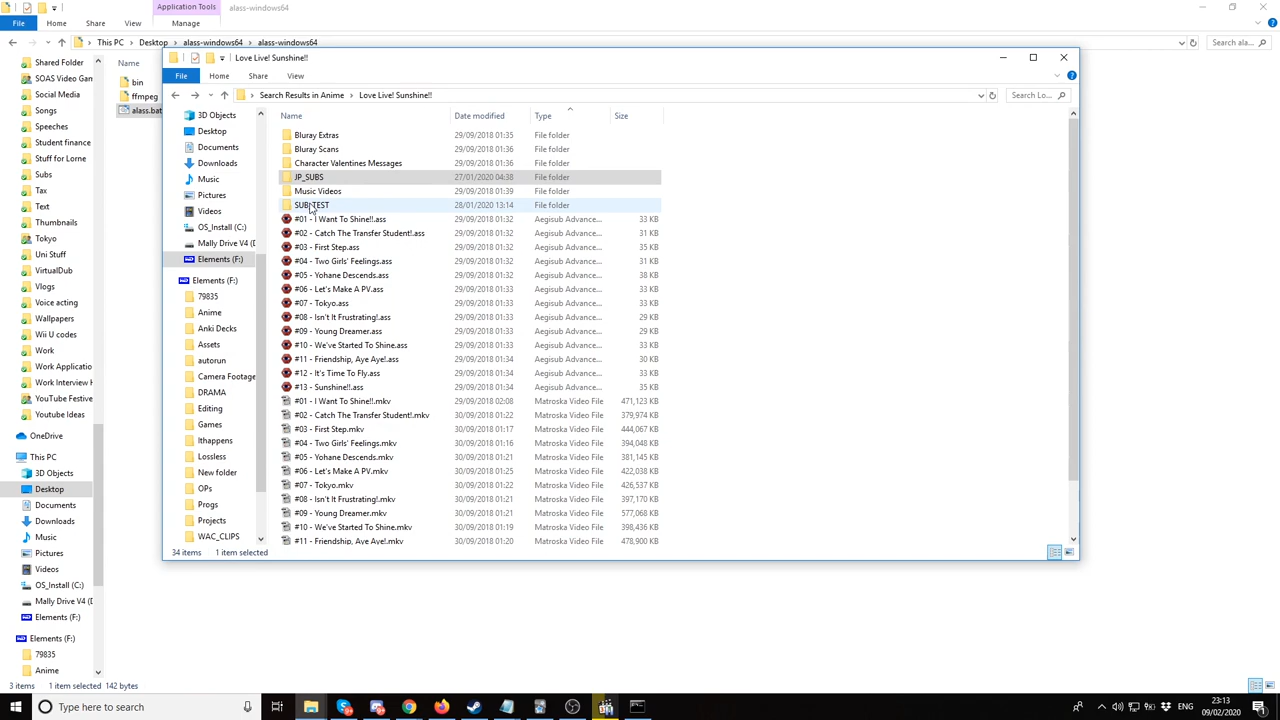 Application Tools
alass-windows64
File
Home
Share
View
Manage
This PC
Desktop
alass-windows64
alass-windows64
Search ala...
Shared Folder
SOAS Video Gam
Social Media
Songs
Speeches
Student finance
Stuff for Lorne
Subs
Tax
Text
Thumbnails
Tokyo
Uni Stuff
VirtualDub
Vlogs
Voice acting
Wallpapers
Wii U codes
Work
Work Applicatio
Work Interview H
YouTube Festive
Youtube Ideas
OneDrive
This PC
3D Objects
Desktop
Documents
Downloads
Music
Pictures
Videos
OS_Install (C:)
Mally Drive V4 (D
Elements (F:)
Elements (F:)
79835
Anime
Name
bin
ffmpeg
alass.bat
Love Live! Sunshine!!
File
Home
Share
View
Search Results in Anime
Love Live! Sunshine!!
Search Lo...
3D Objects
Desktop
Documents
Downloads
Music
Pictures
Videos
OS_Install (C:)
Mally Drive V4 (D
Elements (F:)
Elements (F:)
79835
Anime
Anki Decks
Assets
autorun
Camera Footage
DRAMA
Editing
Games
Ithappens
Lossless
New folder
OPs
Progs
Projects
WAC_CLIPS
Name Date modified Type Size
Bluray Extras 29/09/2018 01:35 File folder
Bluray Scans 29/09/2018 01:36 File folder
Character Valentines Messages 29/09/2018 01:36 File folder
JP_SUBS 27/01/2020 04:38 File folder
Music Videos 29/09/2018 01:39 File folder
SUB TEST 28/01/2020 13:14 File folder
#01 - I Want To Shine!!.ass 29/09/2018 01:32 Aegisub Advance... 33 KB
#02 - Catch The Transfer Student!.ass 29/09/2018 01:32 Aegisub Advance... 31 KB
#03 - First Step.ass 29/09/2018 01:32 Aegisub Advance... 35 KB
#04 - Two Girls' Feelings.ass 29/09/2018 01:32 Aegisub Advance... 31 KB
#05 - Yohane Descends.ass 29/09/2018 01:32 Aegisub Advance... 38 KB
#06 - Let's Make A PV.ass 29/09/2018 01:33 Aegisub Advance... 33 KB
#07 - Tokyo.ass 29/09/2018 01:33 Aegisub Advance... 33 KB
#08 - Isn't It Frustrating!.ass 29/09/2018 01:33 Aegisub Advance... 29 KB
#09 - Young Dreamer.ass 29/09/2018 01:33 Aegisub Advance... 29 KB
#10 - We've Started To Shine.ass 29/09/2018 01:33 Aegisub Advance... 33 KB
#11 - Friendship, Aye Aye!.ass 29/09/2018 01:34 Aegisub Advance... 30 KB
#12 - It's Time To Fly.ass 29/09/2018 01:34 Aegisub Advance... 33 KB
#13 - Sunshine!!.ass 29/09/2018 01:34 Aegisub Advance... 35 KB
#01 - I Want To Shine!!.mkv 29/09/2018 02:08 Matroska Video File 471,123 KB
#02 - Catch The Transfer Student!.mkv 30/09/2018 01:22 Matroska Video File 379,974 KB
#03 - First Step.mkv 30/09/2018 01:17 Matroska Video File 444,067 KB
#04 - Two Girls' Feelings.mkv 30/09/2018 01:16 Matroska Video File 394,048 KB
#05 - Yohane Descends.mkv 30/09/2018 01:21 Matroska Video File 381,145 KB
#06 - Let's Make A PV.mkv 30/09/2018 01:25 Matroska Video File 422,038 KB
#07 - Tokyo.mkv 30/09/2018 01:22 Matroska Video File 426,537 KB
#08 - Isn't It Frustrating!.mkv 30/09/2018 01:21 Matroska Video File 397,170 KB
#09 - Young Dreamer.mkv 30/09/2018 01:21 Matroska Video File 577,068 KB
#10 - We've Started To Shine.mkv 30/09/2018 01:19 Matroska Video File 398,436 KB
#11 - Friendship, Aye Aye!.mkv 30/09/2018 01:20 Matroska Video File 478,900 KB
34 items 1 item selected
3 items 1 item selected 142 bytes
Type here to search
ENG
23:13
09/02/2020